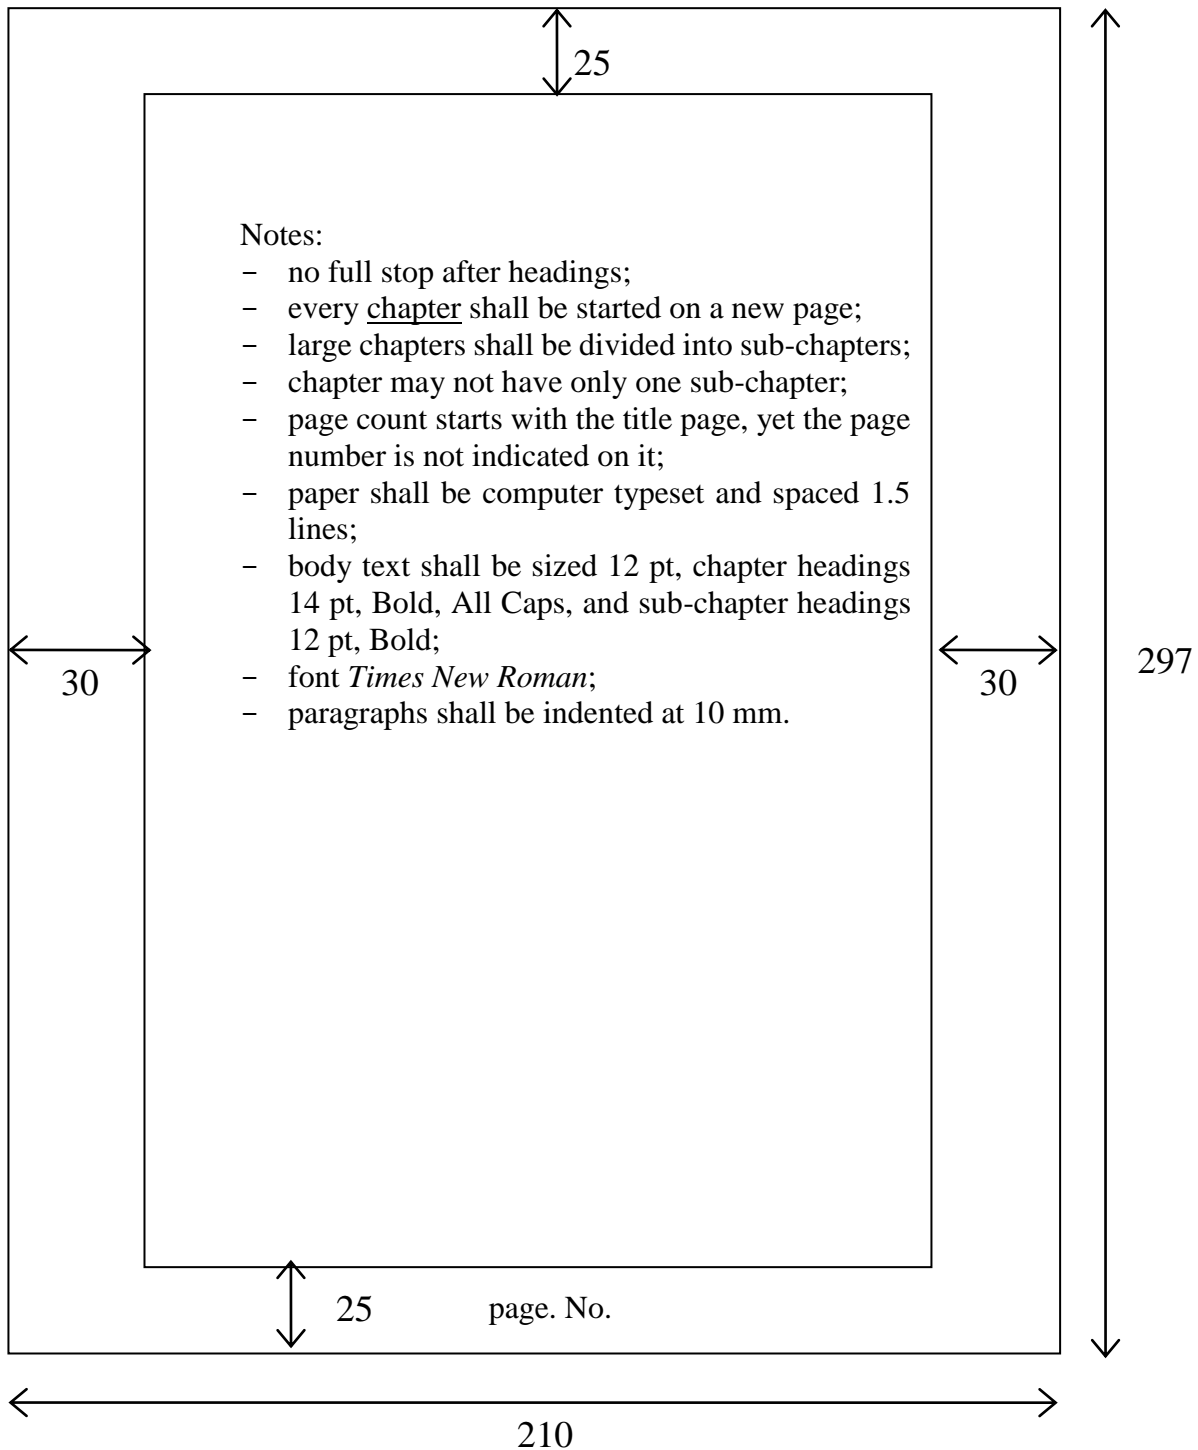 25
Notes:
− no full stop after headings;
− every chapter shall be started on a new page;
− large chapters shall be divided into sub-chapters;
− chapter may not have only one sub-chapter;
− page count starts with the title page, yet the page
number is not indicated on it;
− paper shall be computer typeset and spaced 1.5
lines;
− body text shall be sized 12 pt, chapter headings
14 pt, Bold, All Caps, and sub-chapter headings
12 pt, Bold;
− font Times New Roman;
− paragraphs shall be indented at 10 mm.
30
30
297
25
page. No.
210